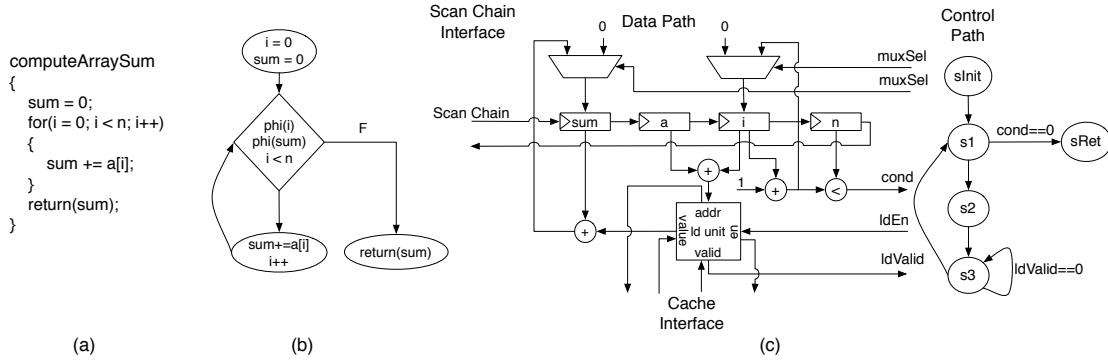 computeArraySum
{
sum = 0;
for(i = 0; i < n; i++)
{
sum += a[i];
}
return(sum);
}
(a)
i = 0
sum = 0
phi(i)
phi(sum)
i < n
F
sum+=a[i]
i++
return(sum)
(b)
Scan Chain
Interface
Data Path
Control
Path
0
0
muxSel
muxSel
Scan Chain
sum
a
i
n
+
1
+
<
cond
+
addr
ld unit
value
ue
valid
ldEn
ldValid
Cache
Interface
sInit
s1
cond==0
sRet
s2
s3
ldValid==0
(c)